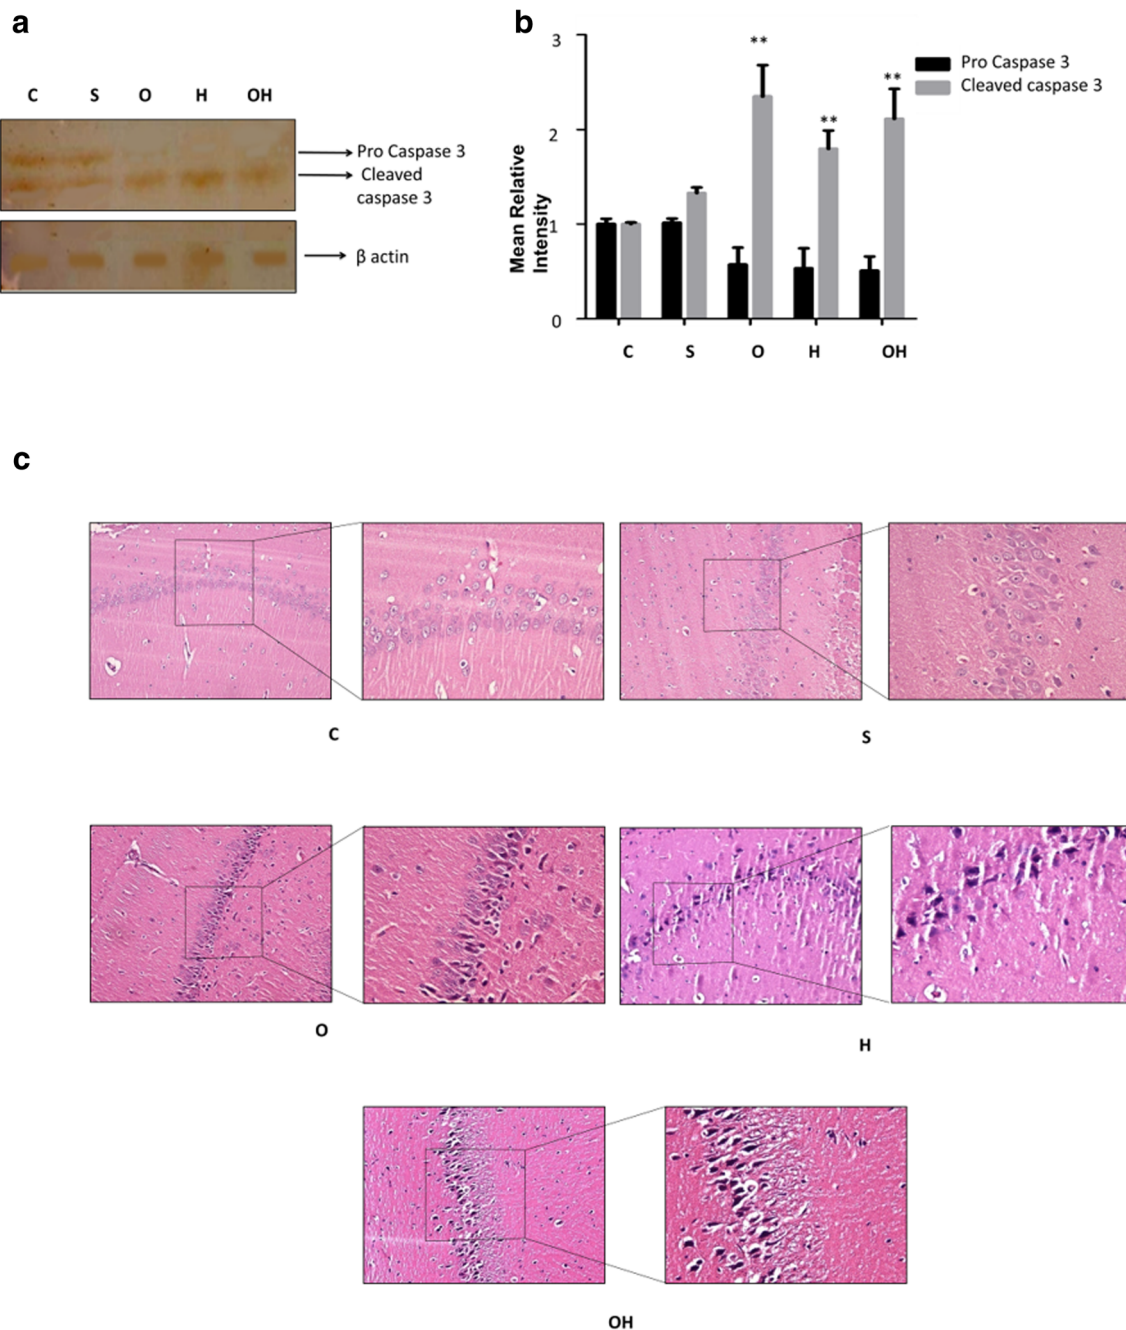 a
C S O H OH
Pro Caspase 3
Cleaved
caspase 3
β actin
b
Mean Relative
Intensity
3
2
1
0
** ** **
C S O H OH
Pro Caspase 3
Cleaved caspase 3
c
C
S
O
H
OH